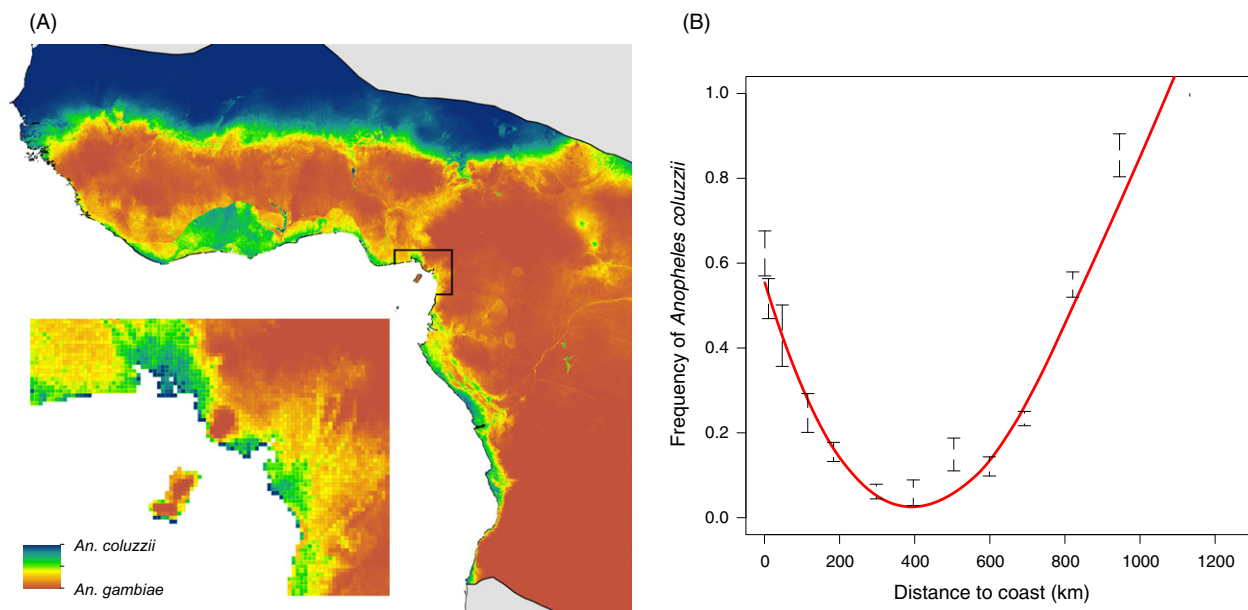 (A)
An. coluzzii
An. gambiae
(B)
Frequency of Anopheles coluzzii
1.0
0.8
0.6
0.4
0.2
0.0
0 200 400 600 800 1000 1200
Distance to coast (km)